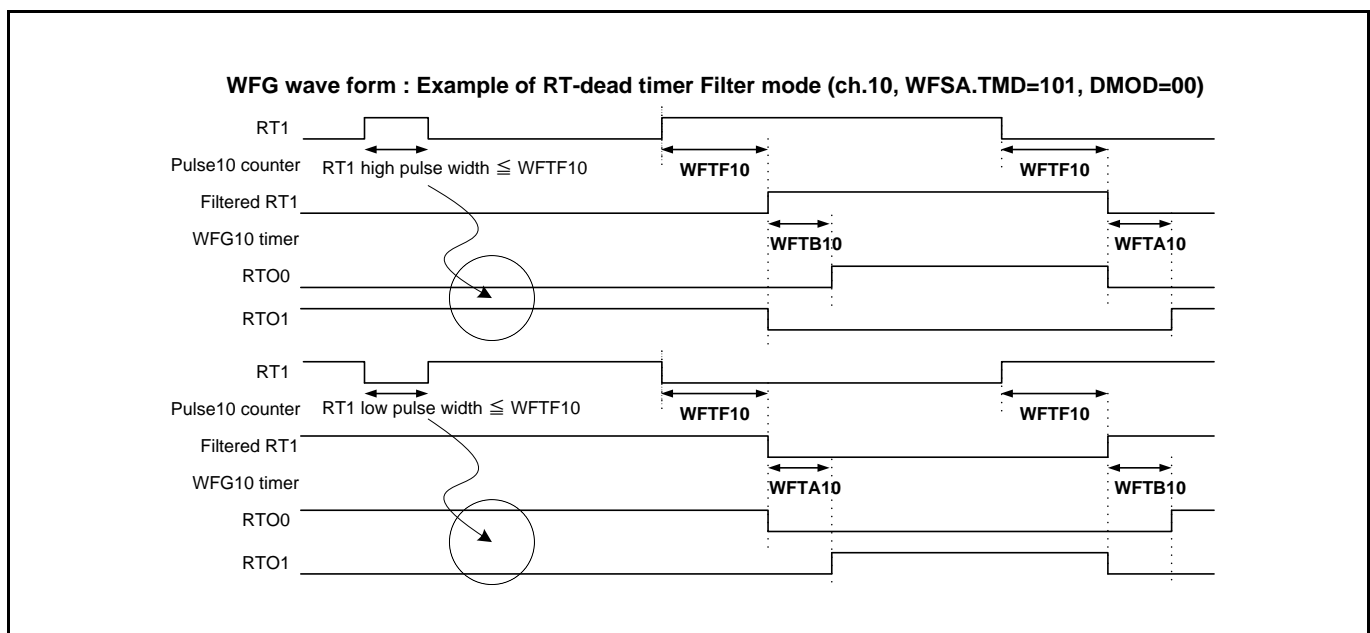 WFG wave form : Example of RT-dead timer Filter mode (ch.10, WFSA.TMD=101, DMOD=00)
RT1
Pulse10 counter RT1 high pulse width ≦ WFTF10 WFTF10 WFTF10
Filtered RT1
WFG10 timer WFTB10 WFTA10
RTO0
RTO1
RT1
Pulse10 counter RT1 low pulse width ≦ WFTF10 WFTF10 WFTF10
Filtered RT1
WFG10 timer WFTA10 WFTB10
RTO0
RTO1